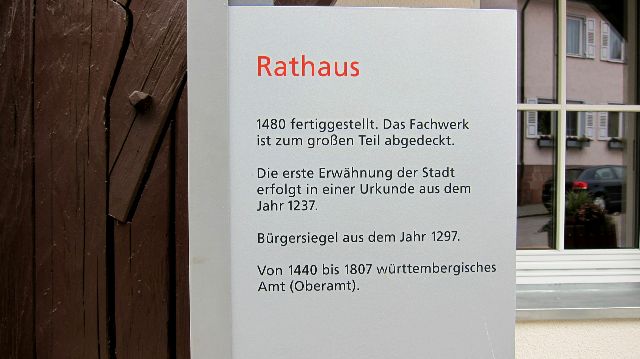 Rathaus
1480 fertiggestellt. Das Fachwerk
ist zum großen Teil abgedeckt.
Die erste Erwähnung der Stadt
erfolgt in einer Urkunde aus dem
Jahr 1237.
Bürgersiegel aus dem Jahr 1297.
Von 1440 bis 1807 württembergisches
Amt (Oberamt).